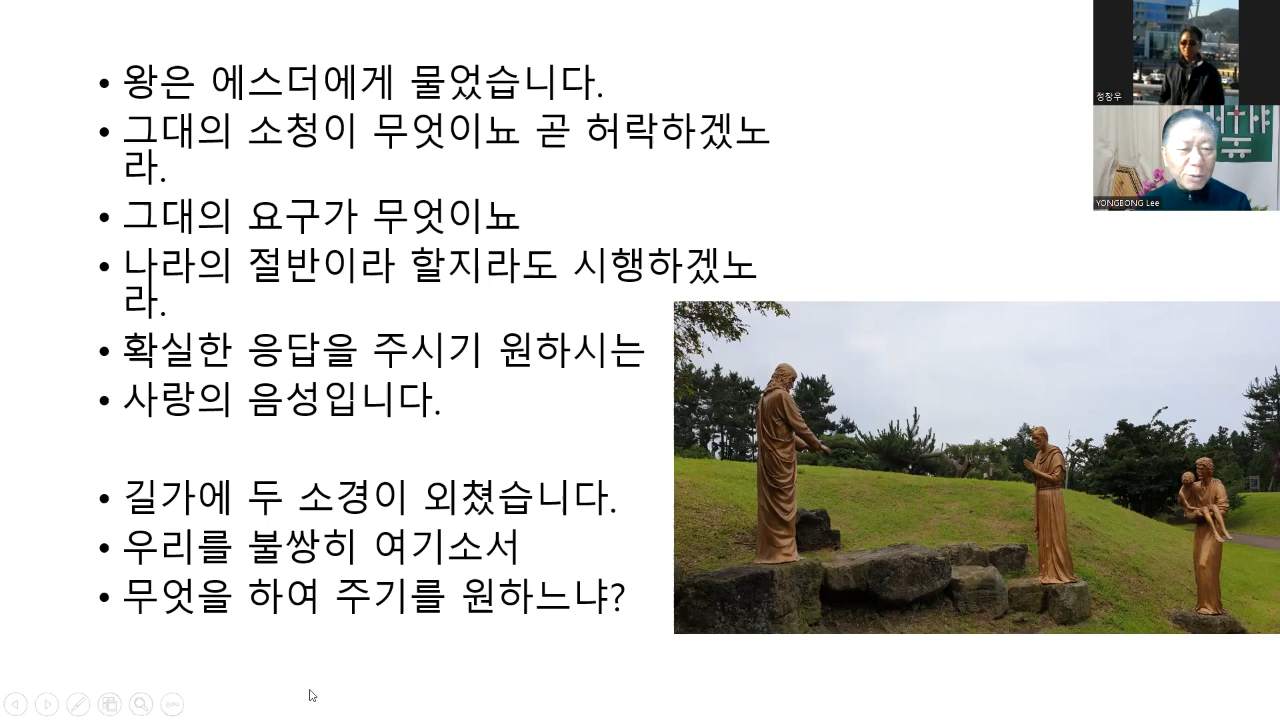 • 왕은 에스더에게 물었습니다.
• 그대의 소청이 무엇이뇨 곧 허락하겠노
라.
• 그대의 요구가 무엇이뇨
• 나라의 절반이라 할지라도 시행하겠노
라.
• 확실한 응답을 주시기 원하시는
• 사랑의 음성입니다.
• 길가에 두 소경이 외쳤습니다.
• 우리를 불쌍히 여기소서
• 무엇을 하여 주기를 원하느냐?
정창우
YONGBONG Lee